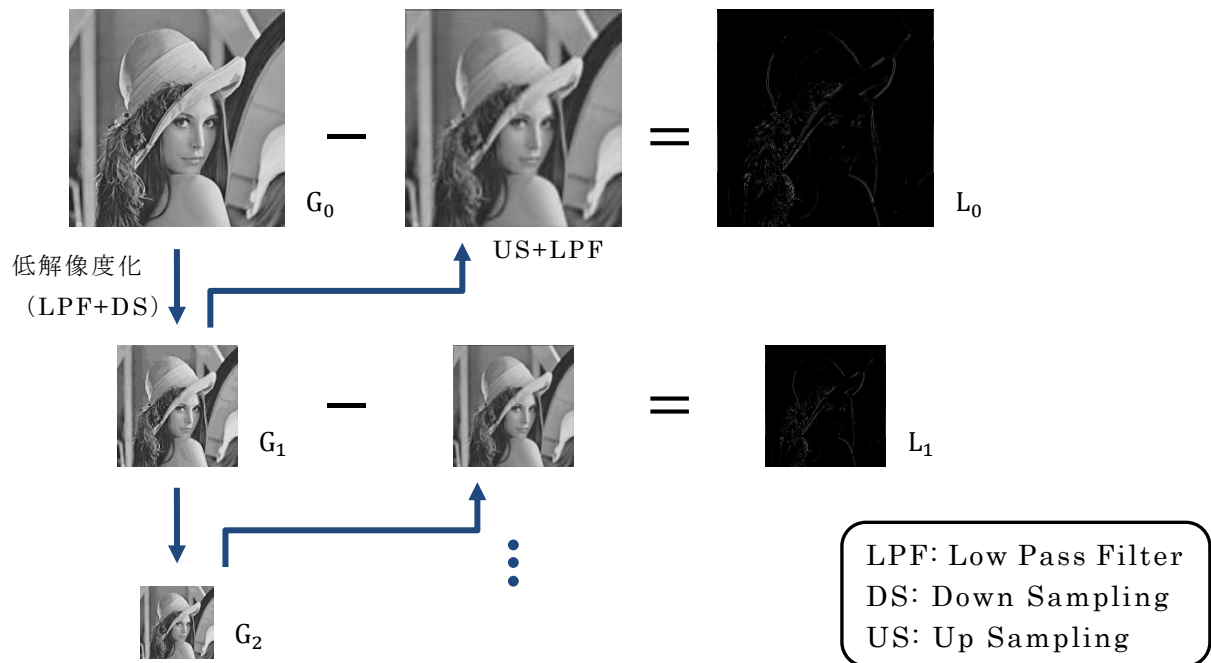 G₀
L₀
低解像度化
(LPF+DS)
US+LPF
G₁
L₁
G₂
LPF: Low Pass Filter
DS: Down Sampling
US: Up Sampling